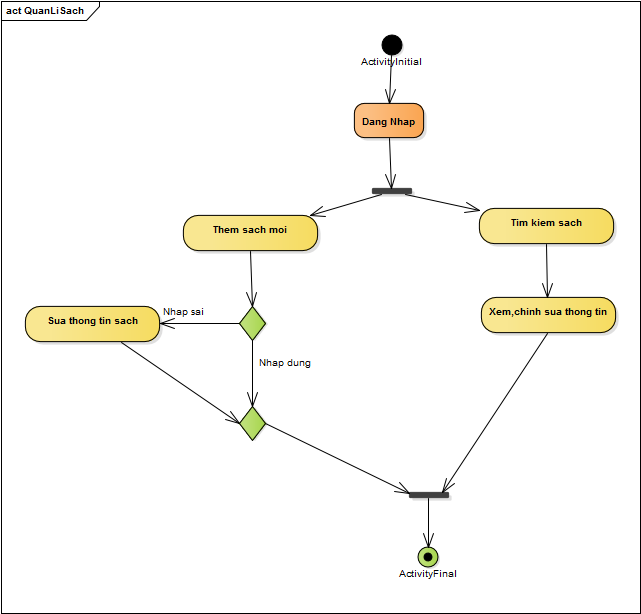 act QuanLiSach
ActivityInitial
Dang Nhap
Them sach moi
Tim kiem sach
Nhap sai
Sua thong tin sach
Xem,chinh sua thong tin
Nhap dung
ActivityFinal